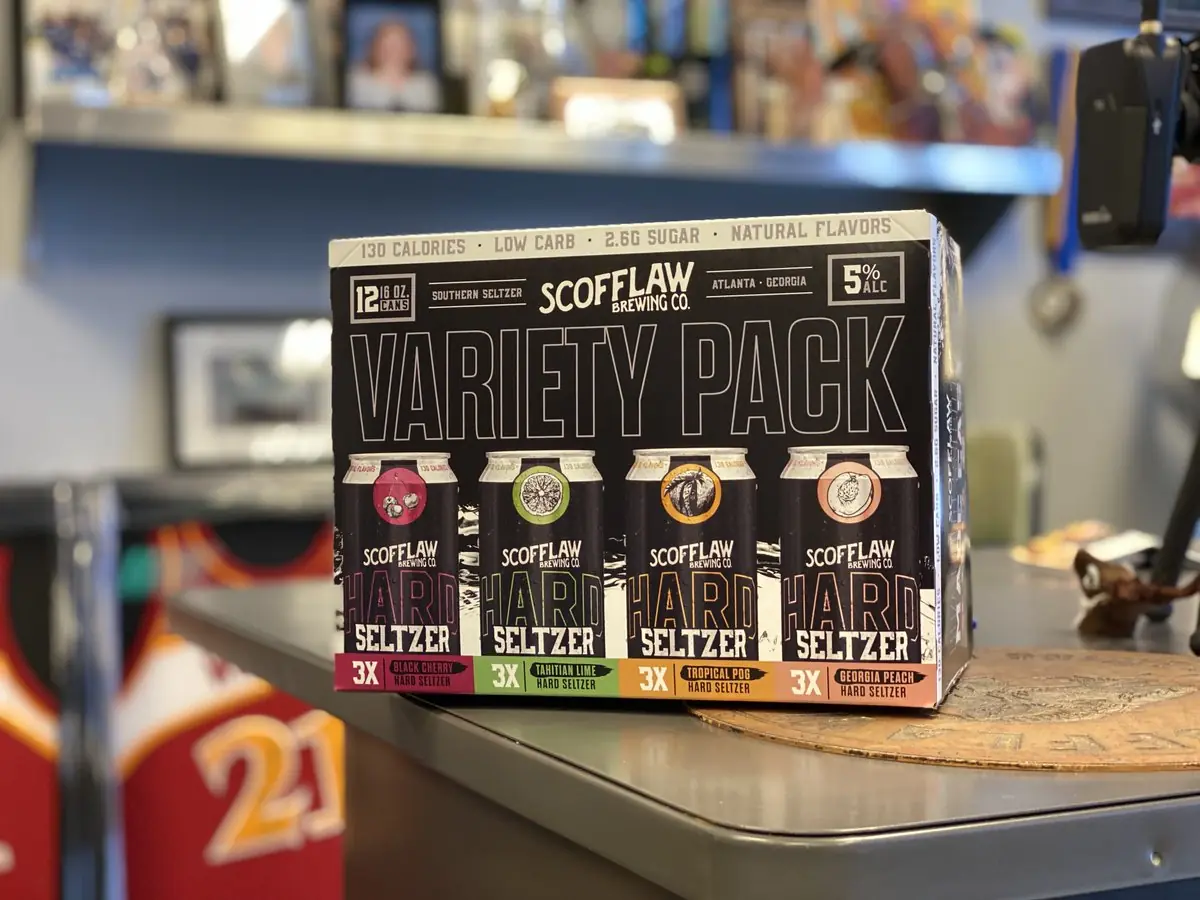 130 CALORIES · LOW CARB · 2.6G SUGAR · NATURAL FLAVORS
12 16 OZ. CANS
SOUTHERN SELTZER
SCOFFLAW
BREWING CO.
ATLANTA · GEORGIA
5% ALC
VARIETY PACK
SCOFFLAW
BREWING CO.
HARD
SELTZER
SCOFFLAW
BREWING CO.
HARD
SELTZER
SCOFFLAW
BREWING CO.
HARD
SELTZER
SCOFFLAW
BREWING CO.
HARD
SELTZER
3X
BLACK CHERRY
HARD SELTZER
3X
TAHITIAN LIME
HARD SELTZER
3X
TROPICAL POG
HARD SELTZER
3X
GEORGIA PEACH
HARD SELTZER
21